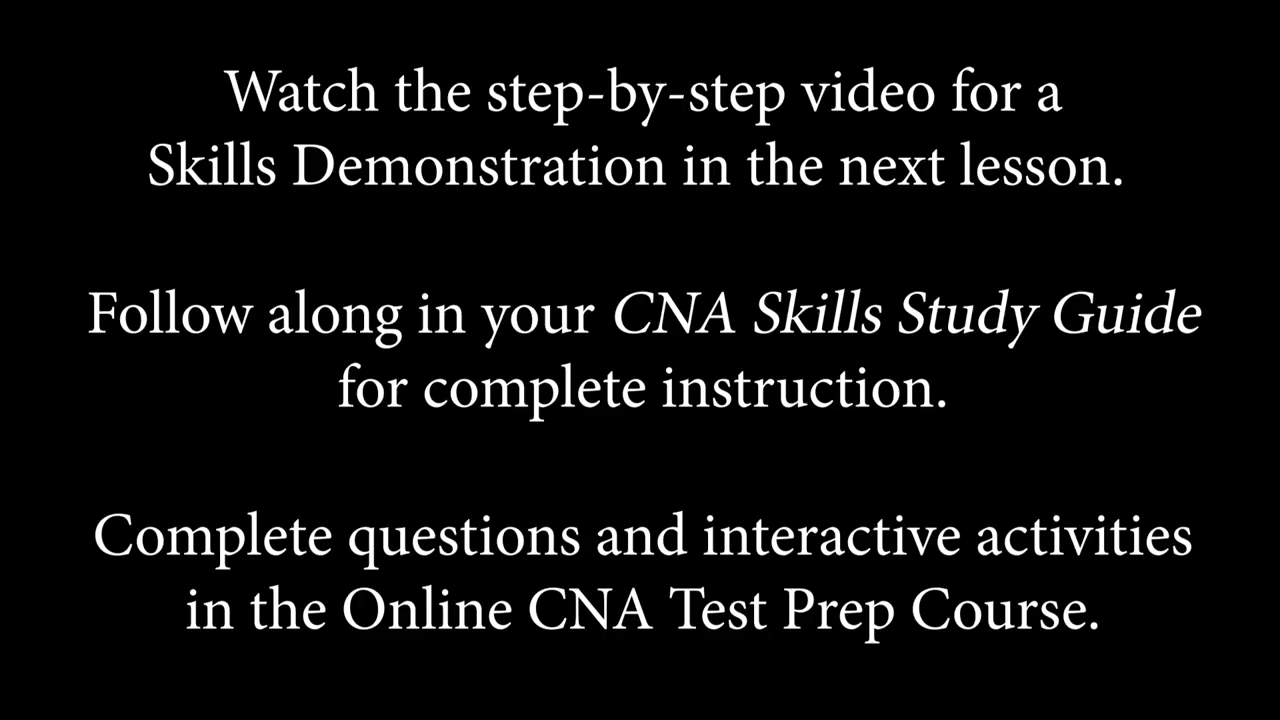 Watch the step-by-step video for a
Skills Demonstration in the next lesson.
Follow along in your CNA Skills Study Guide
for complete instruction.
Complete questions and interactive activities
in the Online CNA Test Prep Course.